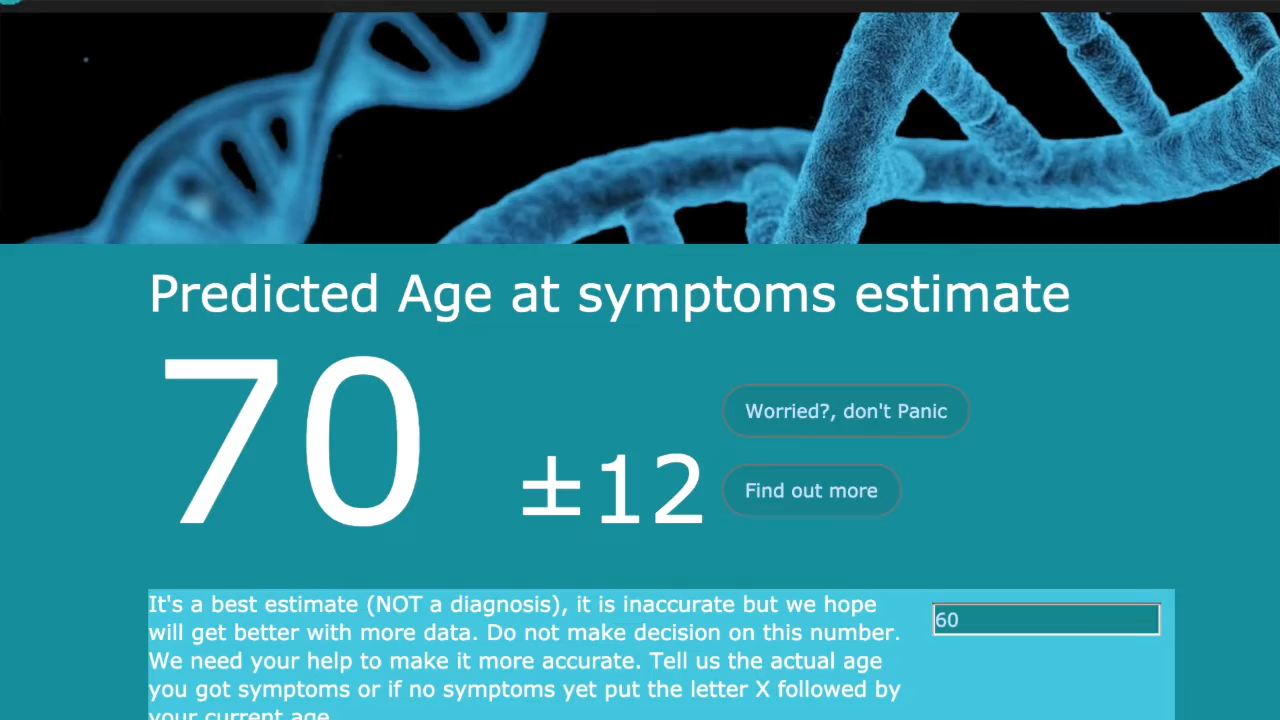 Predicted Age at symptoms estimate
70 ±12
Worried?, don't Panic
Find out more
It's a best estimate (NOT a diagnosis), it is inaccurate but we hope
will get better with more data. Do not make decision on this number.
We need your help to make it more accurate. Tell us the actual age
you got symptoms or if no symptoms yet put the letter X followed by
your current age
60